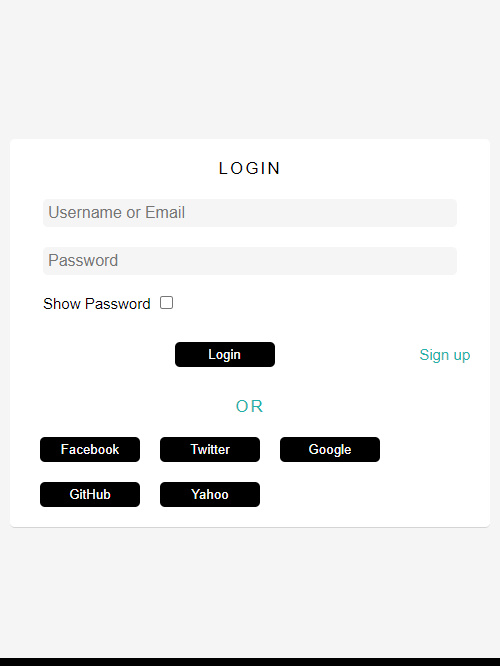 LOGIN
Username or Email
Password
Show Password
Login Sign up
OR
Facebook Twitter Google
GitHub Yahoo